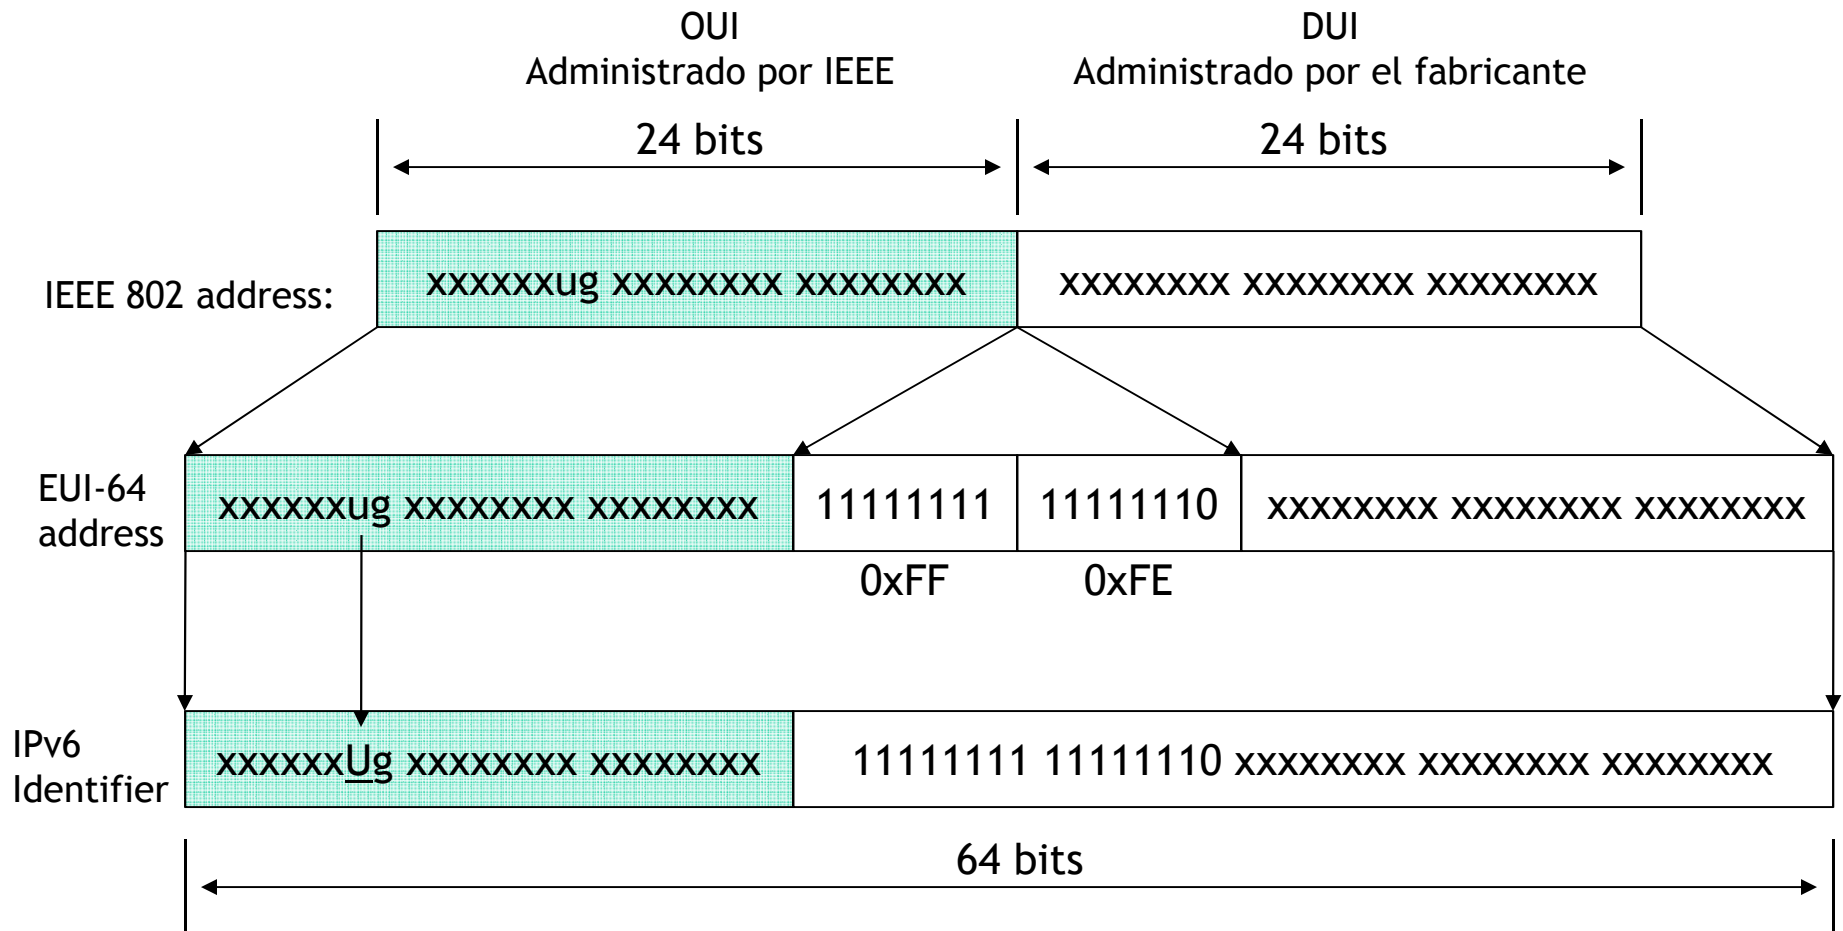 OUI
Administrado por IEEE
DUI
Administrado por el fabricante
24 bits
24 bits
IEEE 802 address:
xxxxxxug xxxxxxxx xxxxxxxx
xxxxxxxx xxxxxxxx xxxxxxxx
EUI-64
address
xxxxxxug xxxxxxxx xxxxxxxx
11111111
11111110
xxxxxxxx xxxxxxxx xxxxxxxx
0xFF
0xFE
IPv6
Identifier
xxxxxxUg xxxxxxxx xxxxxxxx
11111111 11111110 xxxxxxxx xxxxxxxx xxxxxxxx
64 bits